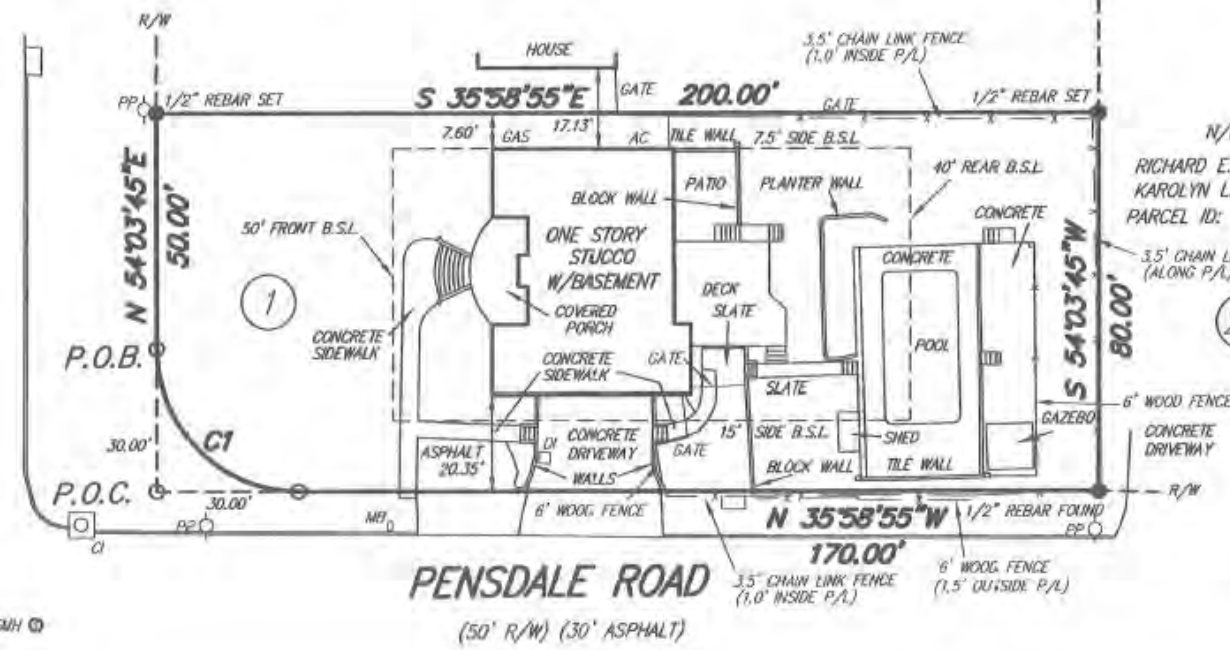 R/W
HOUSE
3.5' CHAIN LINK FENCE
(1.0' INSIDE P/L)
PP
1/2" REBAR SET
S 35°58'55"E
GATE
200.00'
GATE
1/2" REBAR SET
7.60'
GAS
17.13'
AC
TILE WALL
7.5' SIDE B.S.L.
N 54°03'45"E
50.00'
50' FRONT B.S.L.
1
BLOCK WALL
PATIO
PLANTER WALL
40' REAR B.S.L.
CONCRETE
RICHARD E.
KAROLYN L.
PARCEL ID:
ONE STORY
STUCCO
W/BASEMENT
COVERED
PORCH
CONCRETE
DECK
SLATE
POOL
S 54°03'45"W
80.00'
3.5' CHAIN L
(ALONG P/L)
CONCRETE
SIDEWALK
P.O.B.
CONCRETE
SIDEWALK
GATE
SLATE
6' WOOD FENCE
GAZEBO
CONCRETE
DRIVEWAY
30.00'
C1
ASPHALT
20.35'
DI
CONCRETE
DRIVEWAY
GATE
15' SIDE B.S.L.
SHED
BLOCK WALL
TILE WALL
WALLS
P.O.C.
30.00'
R/W
CI
MB
6' WOOD FENCE
N 35°58'55"W
1/2" REBAR FOUND
PP
170.00'
PENSDALE ROAD
3.5' CHAIN LINK FENCE
(1.0' INSIDE P/L)
6' WOOD FENCE
(1.5' OUTSIDE P/L)
(50' R/W) (30' ASPHALT)